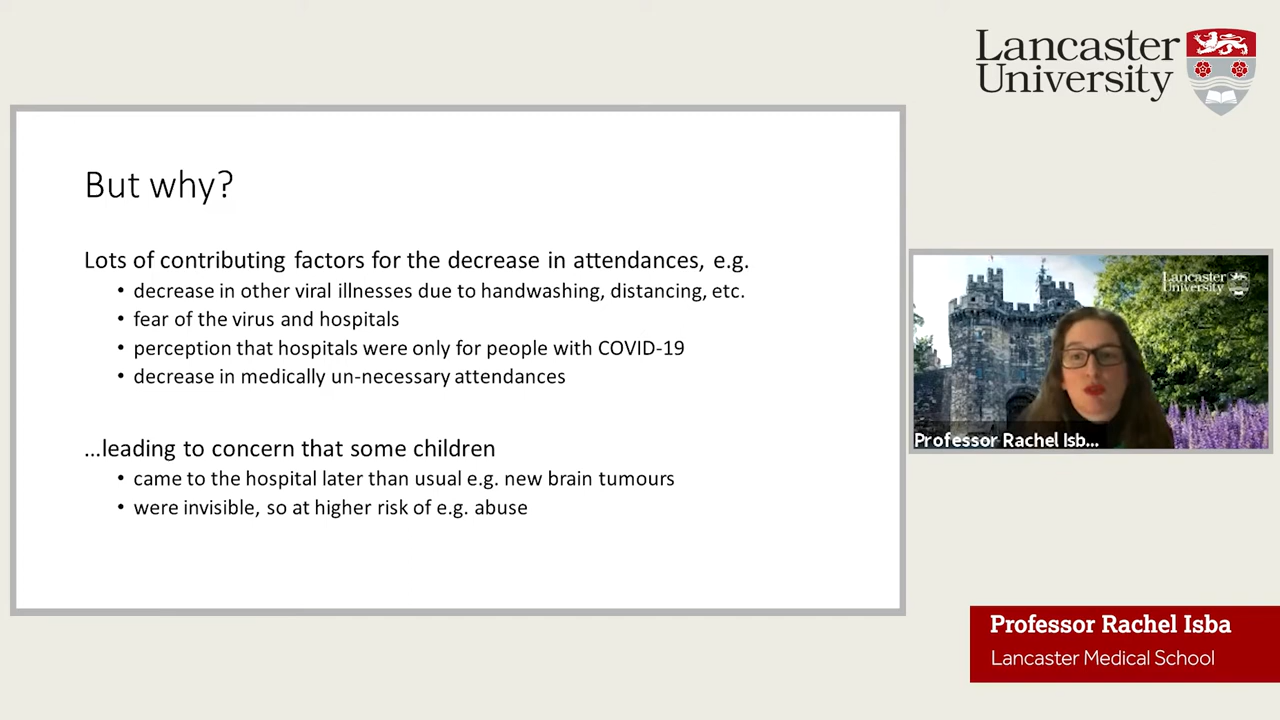 Lancaster
University
But why?
Lots of contributing factors for the decrease in attendances, e.g.
• decrease in other viral illnesses due to handwashing, distancing, etc.
• fear of the virus and hospitals
• perception that hospitals were only for people with COVID-19
• decrease in medically un-necessary attendances
...leading to concern that some children
• came to the hospital later than usual e.g. new brain tumours
• were invisible, so at higher risk of e.g. abuse
Lancaster
University
Professor Rachel Isb...
Professor Rachel Isba
Lancaster Medical School